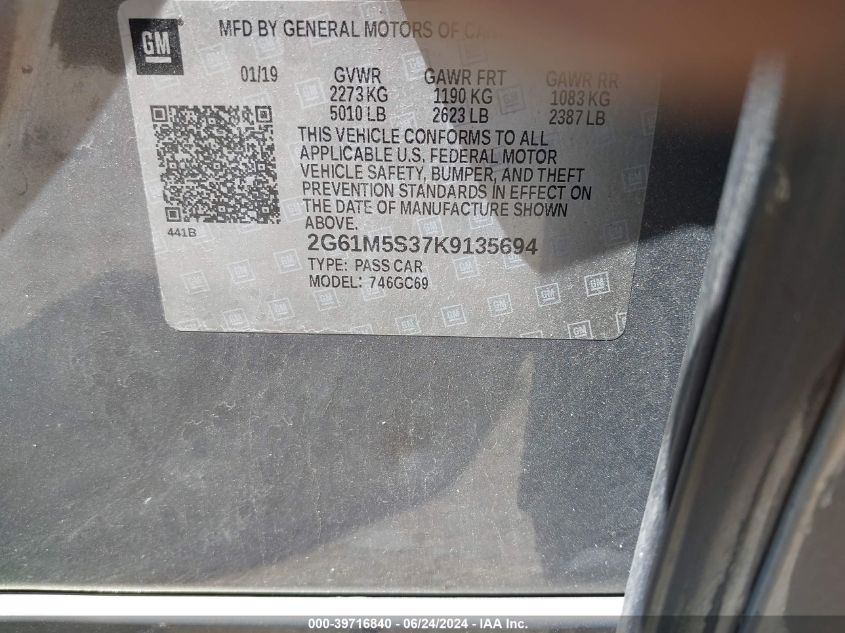 GM
MFD BY GENERAL MOTORS OF CANADA
01/19 GVWR GAWR FRT GAWR RR
2273 KG 1190 KG 1083 KG
5010 LB 2623 LB 2387 LB
THIS VEHICLE CONFORMS TO ALL
APPLICABLE U.S. FEDERAL MOTOR
VEHICLE SAFETY, BUMPER, AND THEFT
PREVENTION STANDARDS IN EFFECT ON
THE DATE OF MANUFACTURE SHOWN
ABOVE.
441B
2G61M5S37K9135694
TYPE: PASS CAR
MODEL: 746GC69
000-39716840 - 06/24/2024 - IAA Inc.